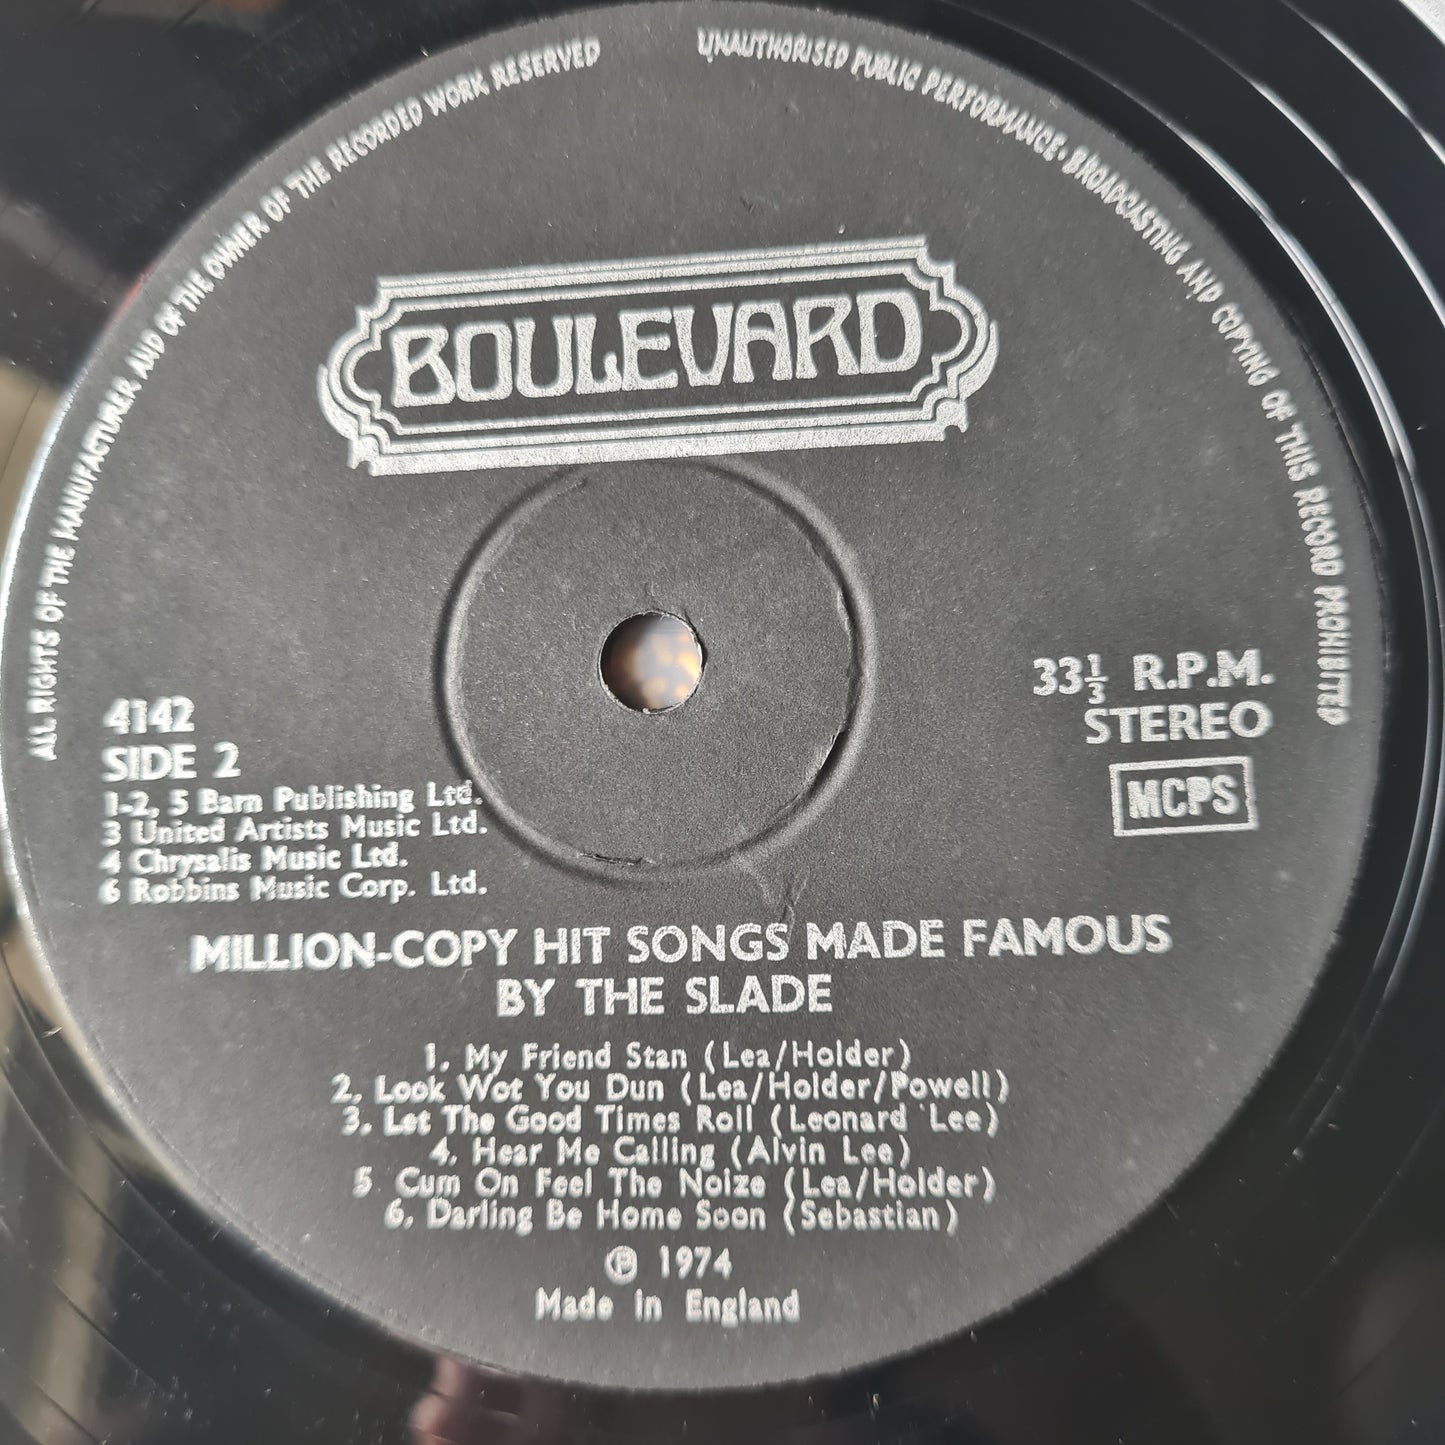 ALL RIGHTS OF THE MANUFACTURER AND OF THE OWNER OF THE RECORDED WORK RESERVED
UNAUTHORISED PUBLIC PERFORMANCE · BROADCASTING AND COPYING OF THIS RECORD PROHIBITED
BOULEVARD
33⅓ R.P.M.
STEREO
MCPS
4142
SIDE 2
1-2, 5 Barn Publishing Ltd.
3 United Artists Music Ltd.
4 Chrysalis Music Ltd.
6 Robbins Music Corp. Ltd.
MILLION-COPY HIT SONGS MADE FAMOUS
BY THE SLADE
1. My Friend Stan (Lea/Holder)
2. Look Wot You Dun (Lea/Holder/Powell)
3. Let The Good Times Roll (Leonard Lee)
4. Hear Me Calling (Alvin Lee)
5 Cum On Feel The Noize (Lea/Holder)
6. Darling Be Home Soon (Sebastian)
℗ 1974
Made in England